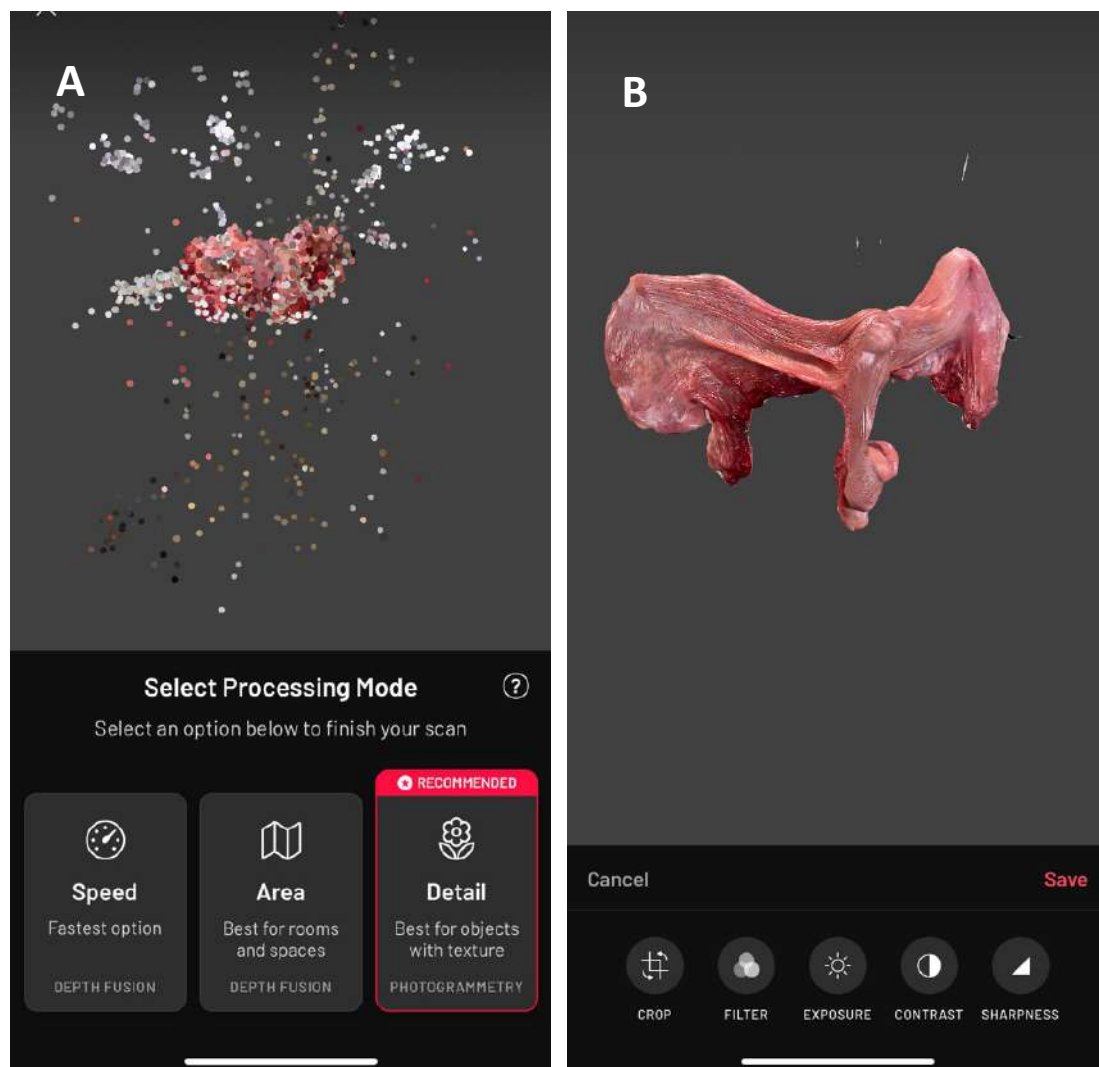 A
Select Processing Mode
?
Select an option below to finish your scan
RECOMMENDED
Speed
Fastest option
DEPTH FUSION
Area
Best for rooms
and spaces
DEPTH FUSION
Detail
Best for objects
with texture
PHOTOGRAMMETRY
B
Cancel
Save
CROP
FILTER
EXPOSURE
CONTRAST
SHARPNESS